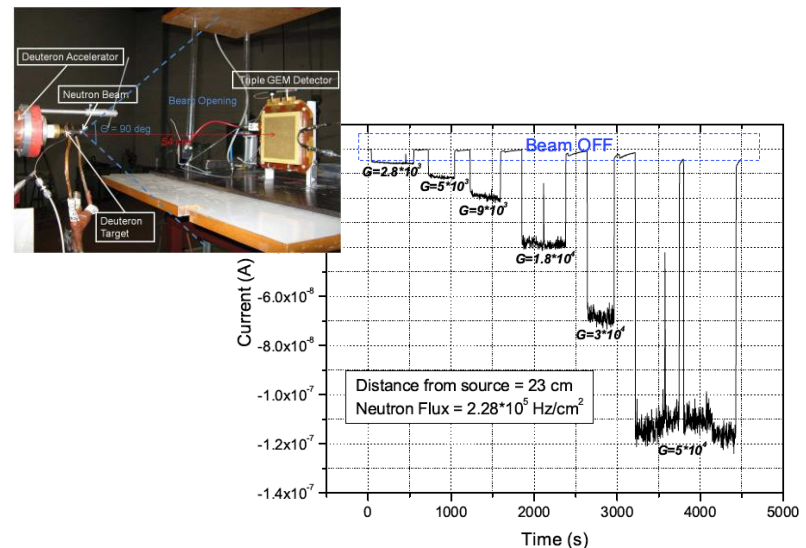 Deuteron Accelerator
Neutron Beam
Triple GEM Detector
Beam Opening
Θ = 90 deg
Deuteron
Target
Beam OFF
G=2.8*10³
G=5*10³
G=9*10³
G=1.8*10⁴
G=3*10⁴
G=5*10⁴
Current (A)
-6.0x10⁻⁸
-8.0x10⁻⁸
-1.0x10⁻⁷
-1.2x10⁻⁷
-1.4x10⁻⁷
Distance from source = 23 cm
Neutron Flux = 2.28*10⁵ Hz/cm²
0 1000 2000 3000 4000 5000
Time (s)